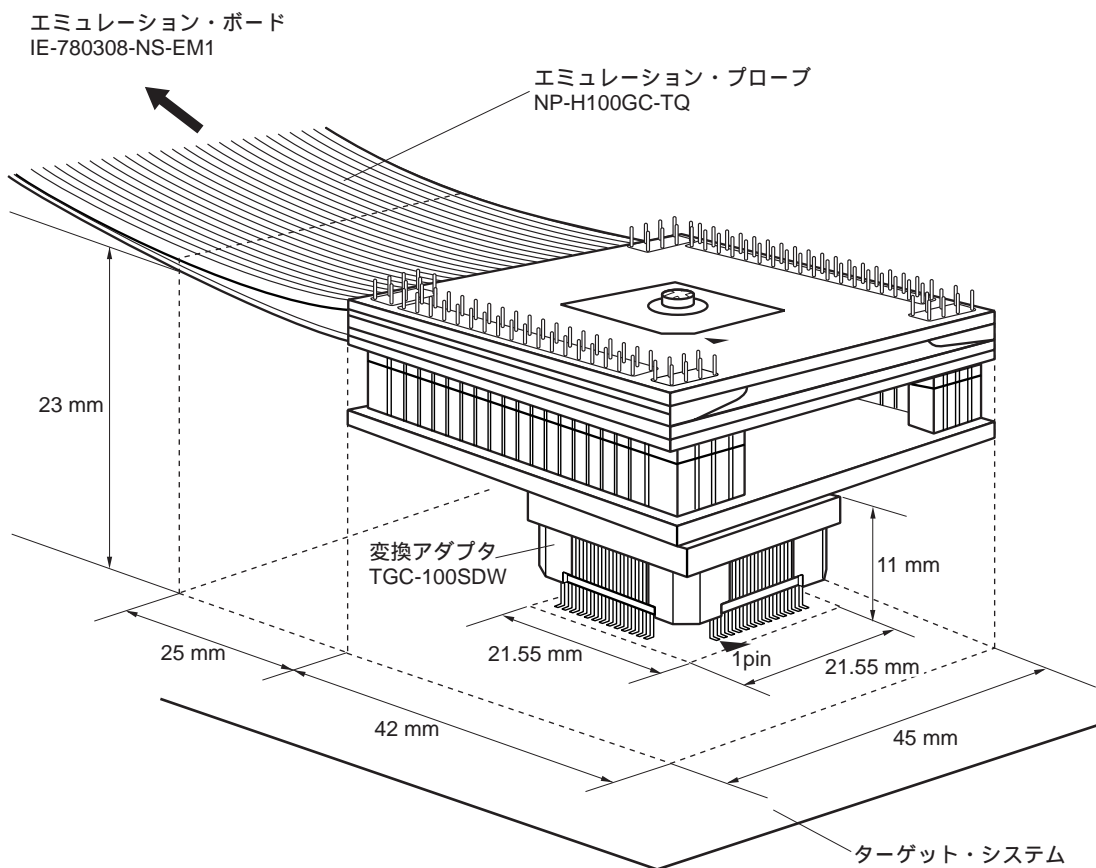 エミュレーション・ボード
IE-780308-NS-EM1
エミュレーション・プローブ
NP-H100GC-TQ
23 mm
変換アダプタ
TGC-100SDW
11 mm
25 mm
21.55 mm
1pin
21.55 mm
42 mm
45 mm
ターゲット・システム